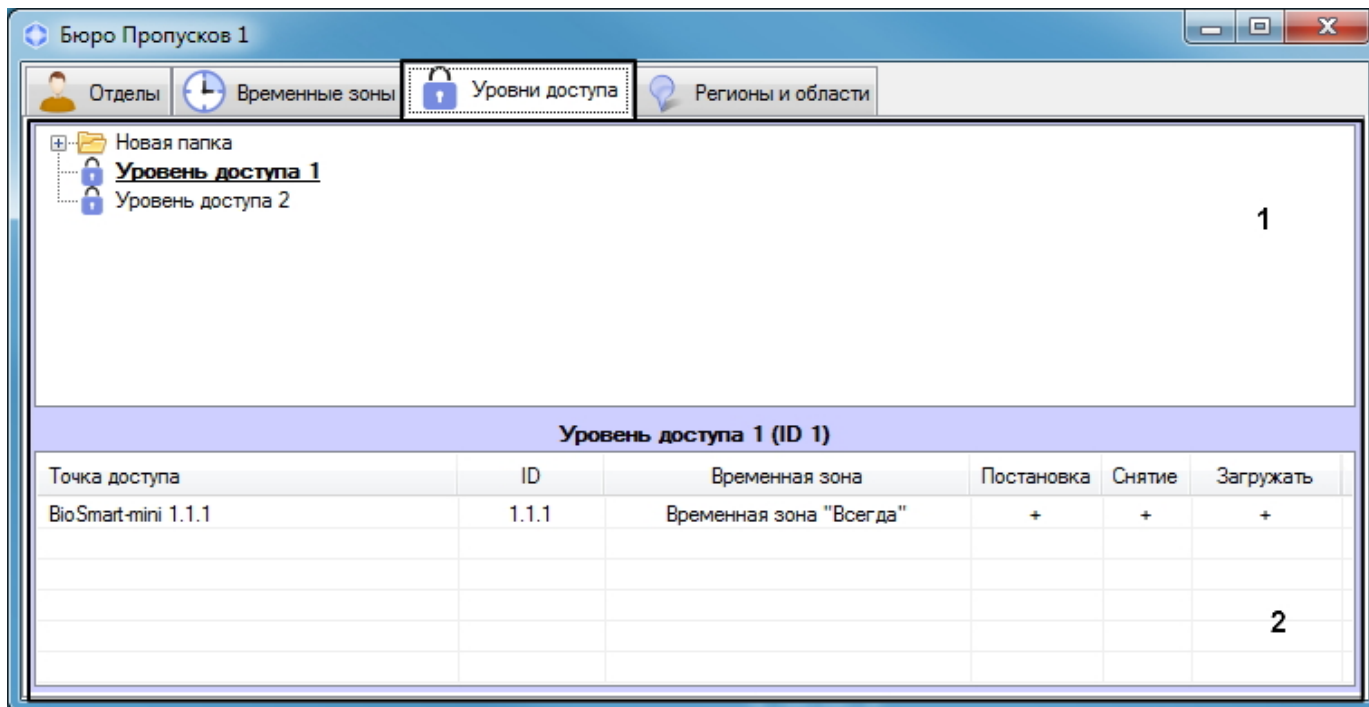 Бюро Пропусков 1
Отделы Временные зоны Уровни доступа Регионы и области
Новая папка
Уровень доступа 1
Уровень доступа 2
1
Уровень доступа 1 (ID 1)
Точка доступа ID Временная зона Постановка Снятие Загружать
BioSmart-mini 1.1.1 1.1.1 Временная зона "Всегда" + + +
2